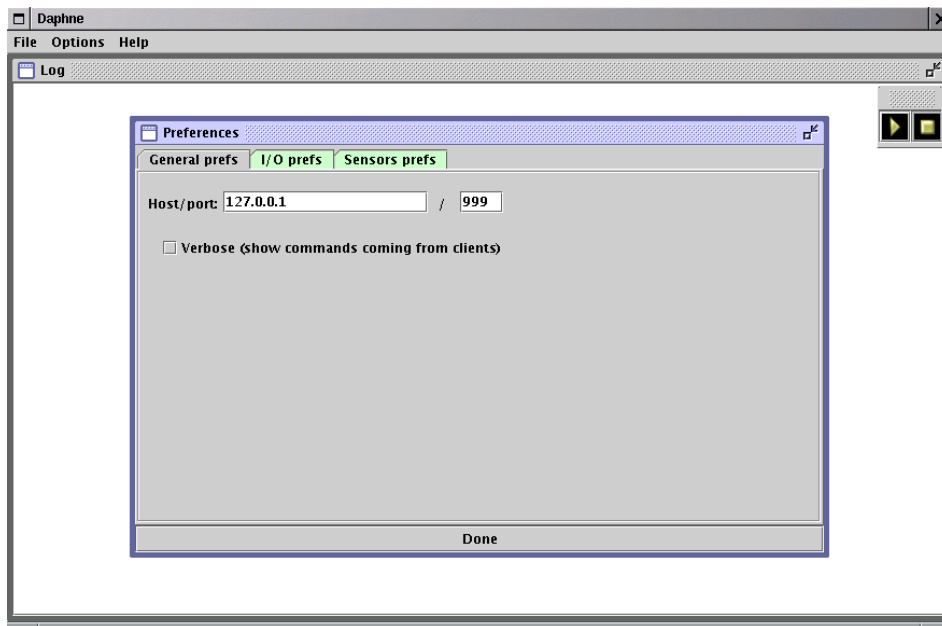 Daphne
File Options Help
Log
Preferences
General prefs I/O prefs Sensors prefs
Host/port: 127.0.0.1 / 999
Verbose (show commands coming from clients)
Done